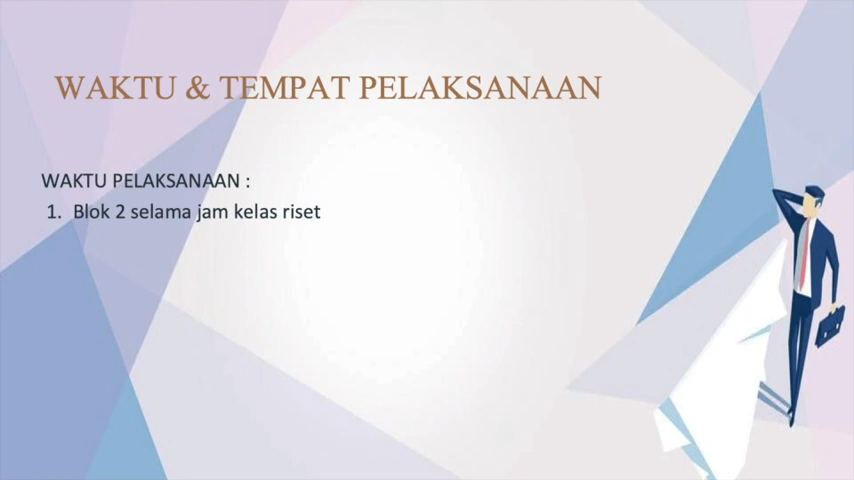 WAKTU & TEMPAT PELAKSANAAN
WAKTU PELAKSANAAN :
1. Blok 2 selama jam kelas riset